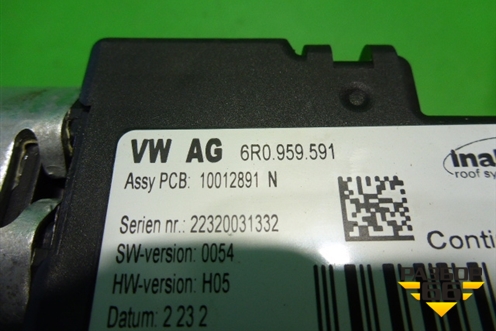 VW AG 6R0.959.591
Assy PCB: 10012891 N
Inal
roof sy
Serien nr.: 22320031332
SW-version: 0054
Conti
HW-version: H05
Datum: 2 23 2